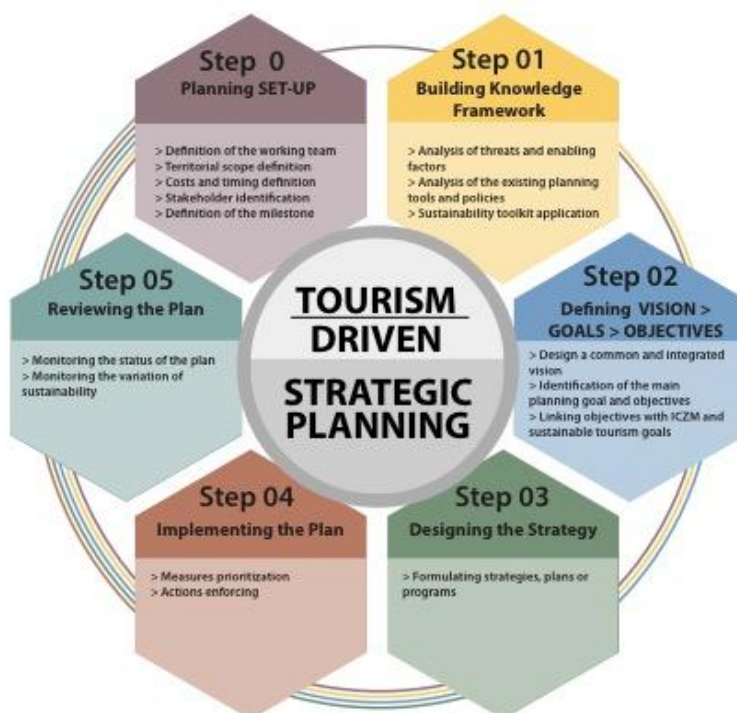 Step 0
Planning SET-UP
> Definition of the working team
> Territorial scope definition
> Costs and timing definition
> Stakeholder identification
> Definition of the milestone
Step 01
Building Knowledge
Framework
> Analysis of threats and enabling
factors
> Analysis of the existing planning
tools and policies
> Sustainability toolkit application
Step 02
Defining VISION >
GOALS > OBJECTIVES
> Design a common and integrated
vision
> Identification of the main
planning goal and objectives
> Linking objectives with ICZM and
sustainable tourism goals
Step 03
Designing the Strategy
> Formulating strategies, plans or
programs
Step 04
Implementing the Plan
> Measures prioritization
> Actions enforcing
Step 05
Reviewing the Plan
> Monitoring the status of the plan
> Monitoring the variation of
sustainability
TOURISM
DRIVEN
STRATEGIC
PLANNING